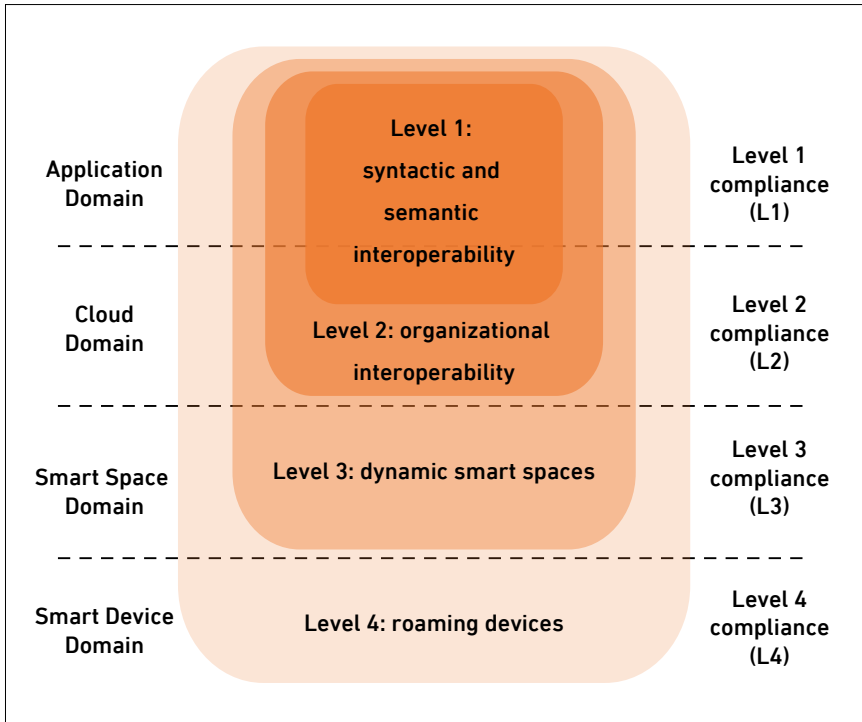 Application
Domain
Level 1:
syntactic and
semantic
interoperability
Level 1
compliance
(L1)
Cloud
Domain
Level 2: organizational
interoperability
Level 2
compliance
(L2)
Smart Space
Domain
Level 3: dynamic smart spaces
Level 3
compliance
(L3)
Smart Device
Domain
Level 4: roaming devices
Level 4
compliance
(L4)